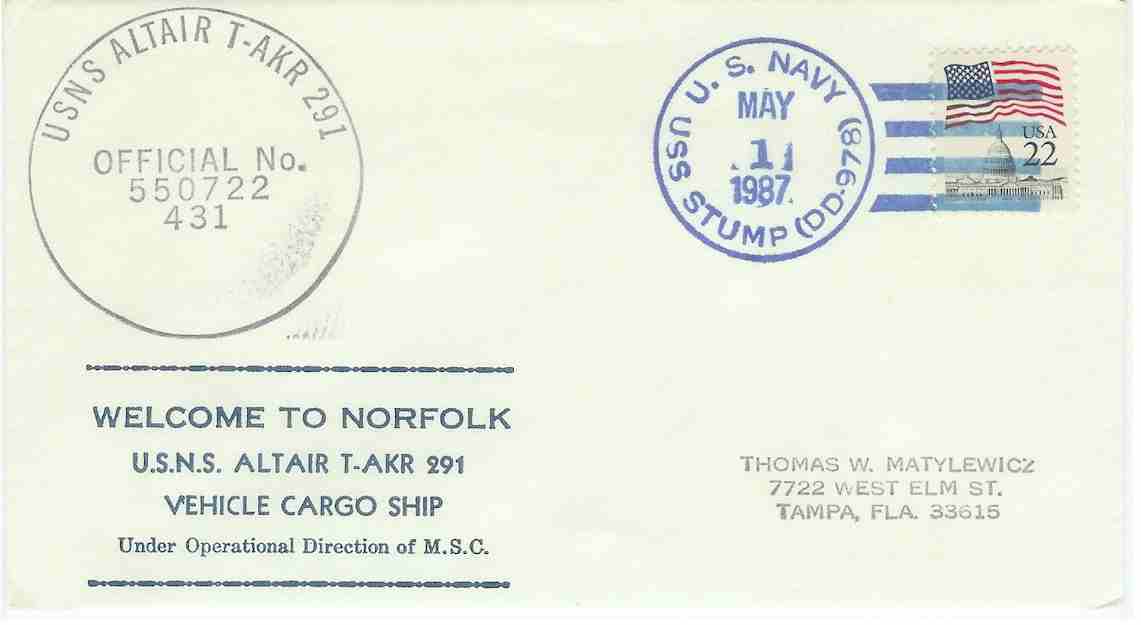 USNS ALTAIR T-AKR 291
OFFICIAL No.
550722
431
U. S. NAVY
MAY
11
1987
USS STUMP (DD-978)
USA
22
WELCOME TO NORFOLK
U.S.N.S. ALTAIR T-AKR 291
VEHICLE CARGO SHIP
Under Operational Direction of M.S.C.
THOMAS W. MATYLEWICZ
7722 WEST ELM ST.
TAMPA, FLA. 33615